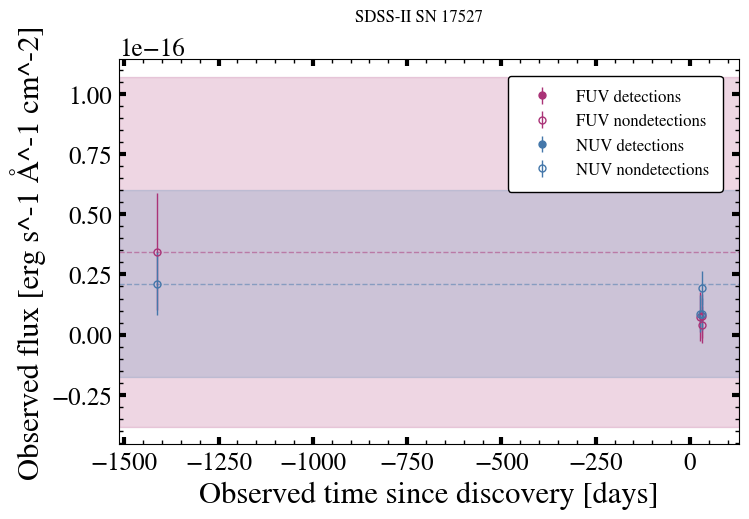 SDSS-II SN 17527
1e−16
Observed flux [erg s^-1 Å^-1 cm^-2]
1.00
0.75
0.50
0.25
0.00
−0.25
FUV detections
FUV nondetections
NUV detections
NUV nondetections
−1500 −1250 −1000 −750 −500 −250 0
Observed time since discovery [days]